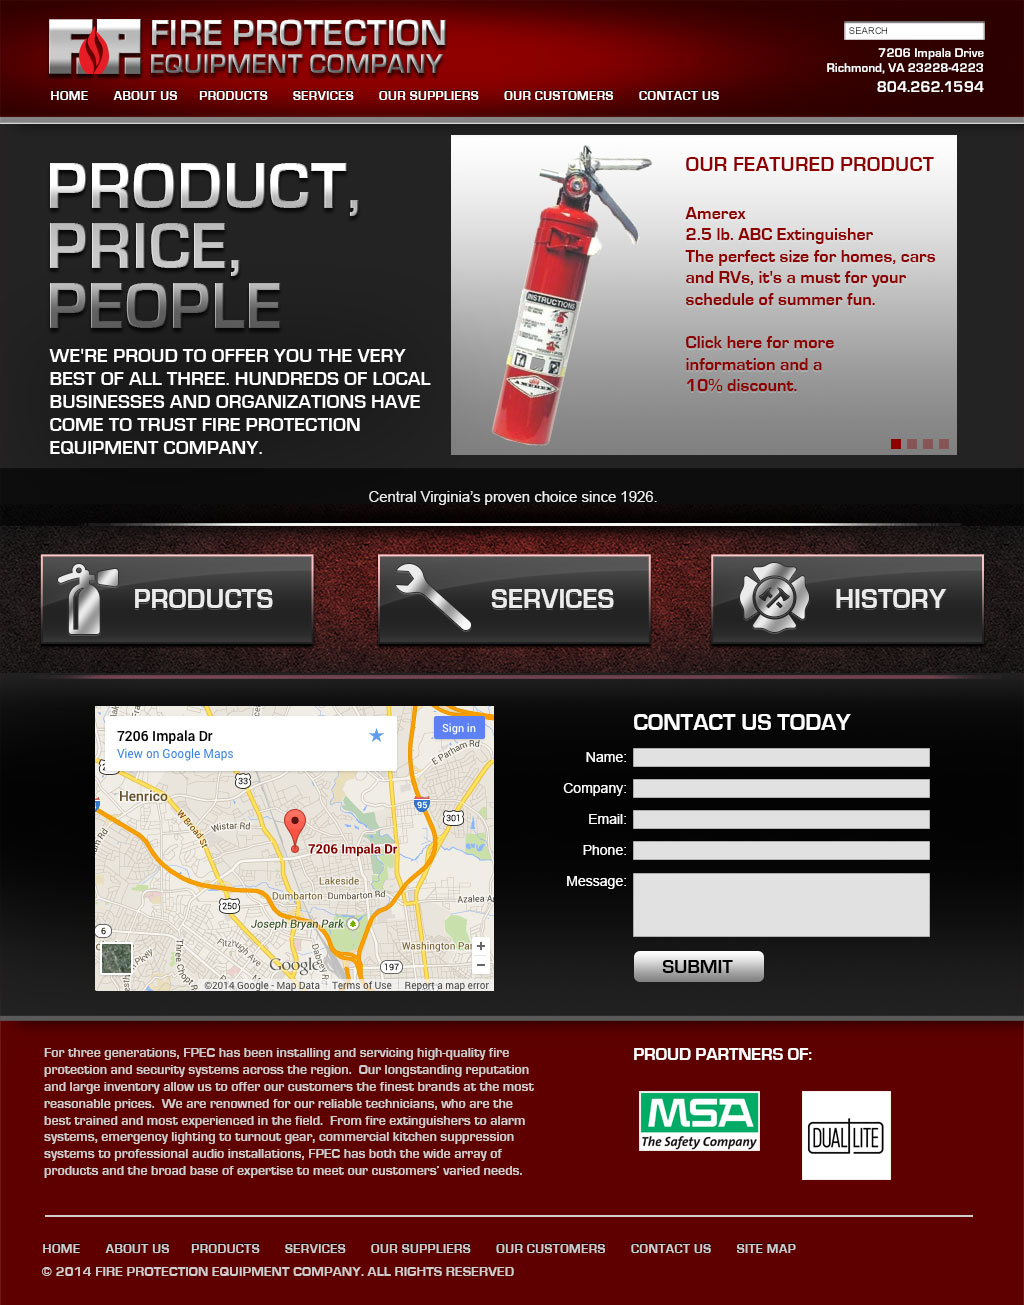 FIRE PROTECTION
EQUIPMENT COMPANY
SEARCH
7206 Impala Drive
Richmond, VA 23228-4223
804.262.1594
HOME ABOUT US PRODUCTS SERVICES OUR SUPPLIERS OUR CUSTOMERS CONTACT US
PRODUCT,
PRICE,
PEOPLE
WE'RE PROUD TO OFFER YOU THE VERY
BEST OF ALL THREE. HUNDREDS OF LOCAL
BUSINESSES AND ORGANIZATIONS HAVE
COME TO TRUST FIRE PROTECTION
EQUIPMENT COMPANY.
INSTRUCTIONS
AMEREX
OUR FEATURED PRODUCT
Amerex
2.5 lb. ABC Extinguisher
The perfect size for homes, cars
and RVs, it's a must for your
schedule of summer fun.
Click here for more
information and a
10% discount.
Central Virginia's proven choice since 1926.
PRODUCTS
SERVICES
HISTORY
7206 Impala Dr
View on Google Maps
Sign in
E Parham Rd
33
Henrico
95
301
W Broad St
Wistar Rd
7206 Impala Dr
Lakeside
Dumbarton Dumbarton Rd
Azalea A
250
Joseph Bryan Park
6
Fitzhugh Ave
Three Chopt
Washington Par
197
Google
©2014 Google - Map Data Terms of Use Report a map error
CONTACT US TODAY
Name:
Company:
Email:
Phone:
Message:
SUBMIT
For three generations, FPEC has been installing and servicing high-quality fire
protection and security systems across the region. Our longstanding reputation
and large inventory allow us to offer our customers the finest brands at the most
reasonable prices. We are renowned for our reliable technicians, who are the
best trained and most experienced in the field. From fire extinguishers to alarm
systems, emergency lighting to turnout gear, commercial kitchen suppression
systems to professional audio installations, FPEC has both the wide array of
products and the broad base of expertise to meet our customers' varied needs.
PROUD PARTNERS OF:
MSA
The Safety Company
DUAL LITE
HOME ABOUT US PRODUCTS SERVICES OUR SUPPLIERS OUR CUSTOMERS CONTACT US SITE MAP
© 2014 FIRE PROTECTION EQUIPMENT COMPANY. ALL RIGHTS RESERVED